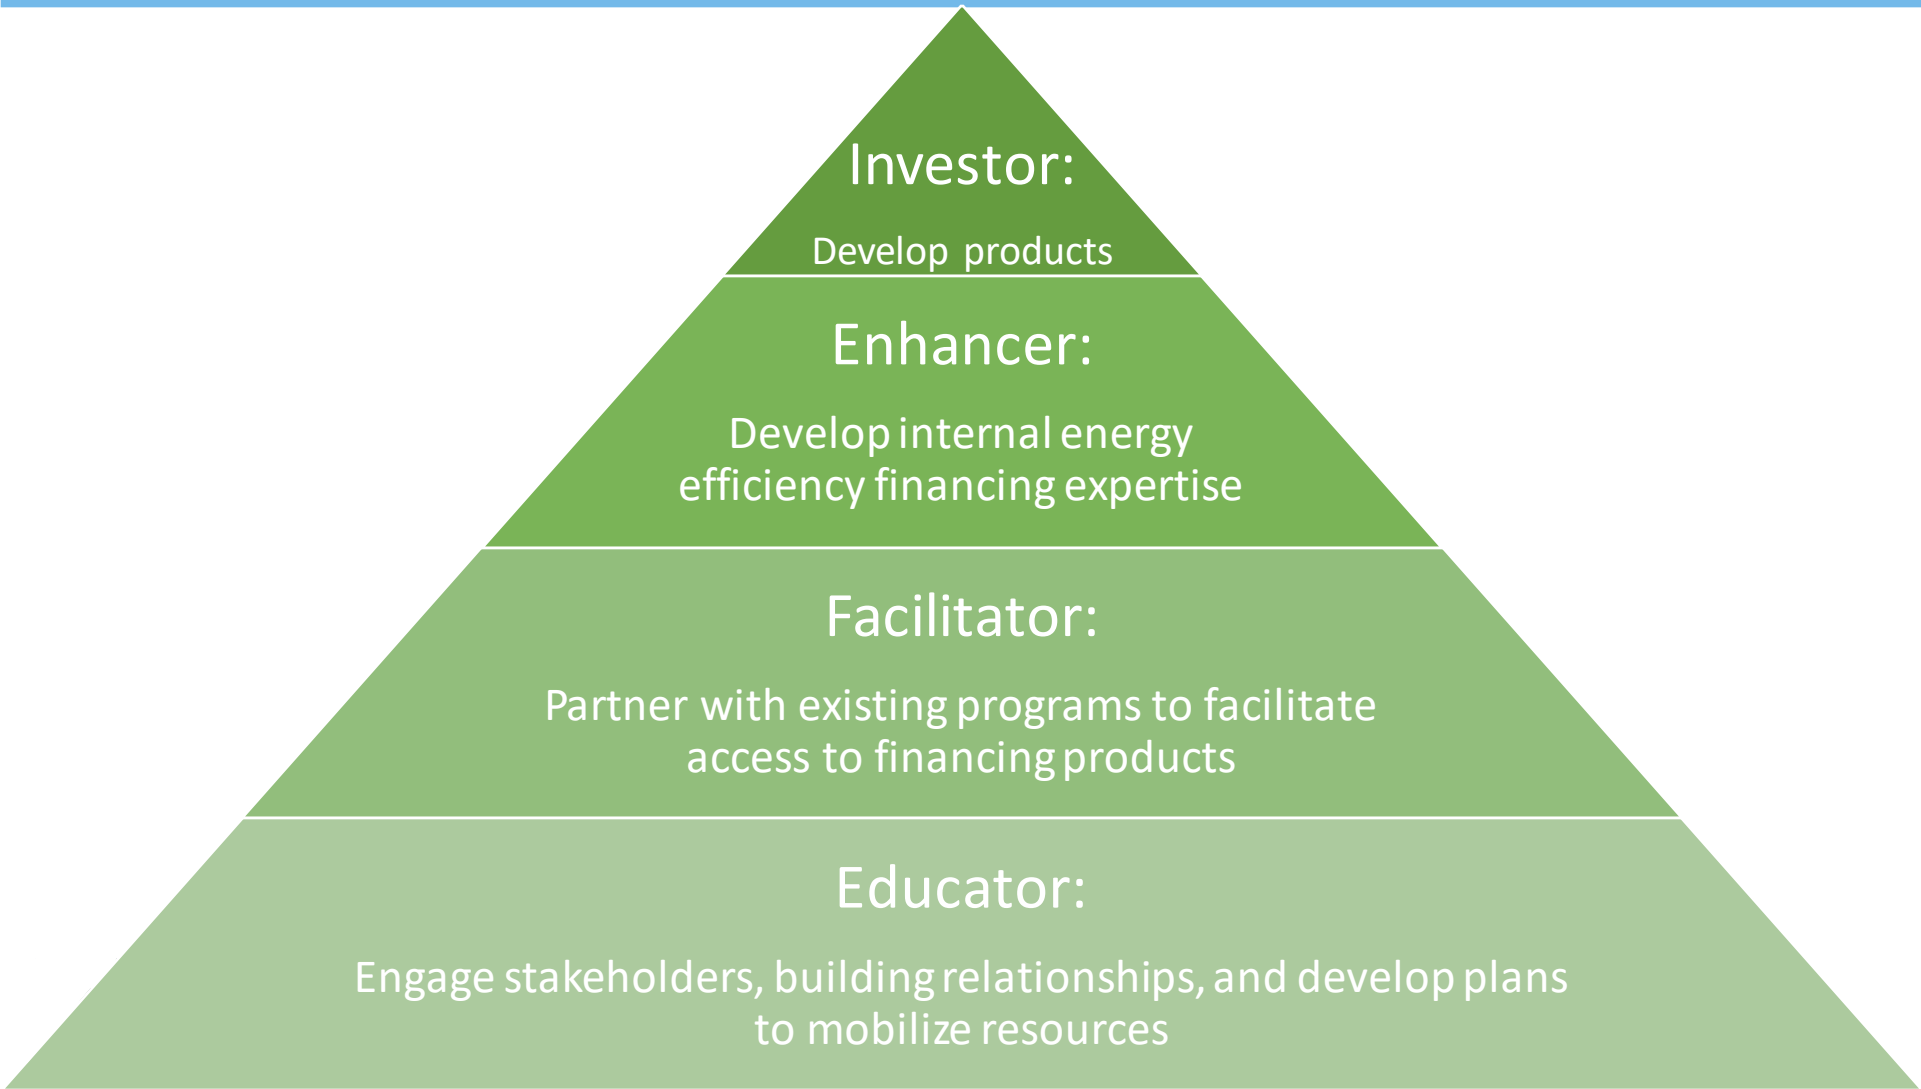 Investor:
Develop products
Enhancer:
Develop internal energy
efficiency financing expertise
Facilitator:
Partner with existing programs to facilitate
access to financing products
Educator:
Engage stakeholders, building relationships, and develop plans
to mobilize resources